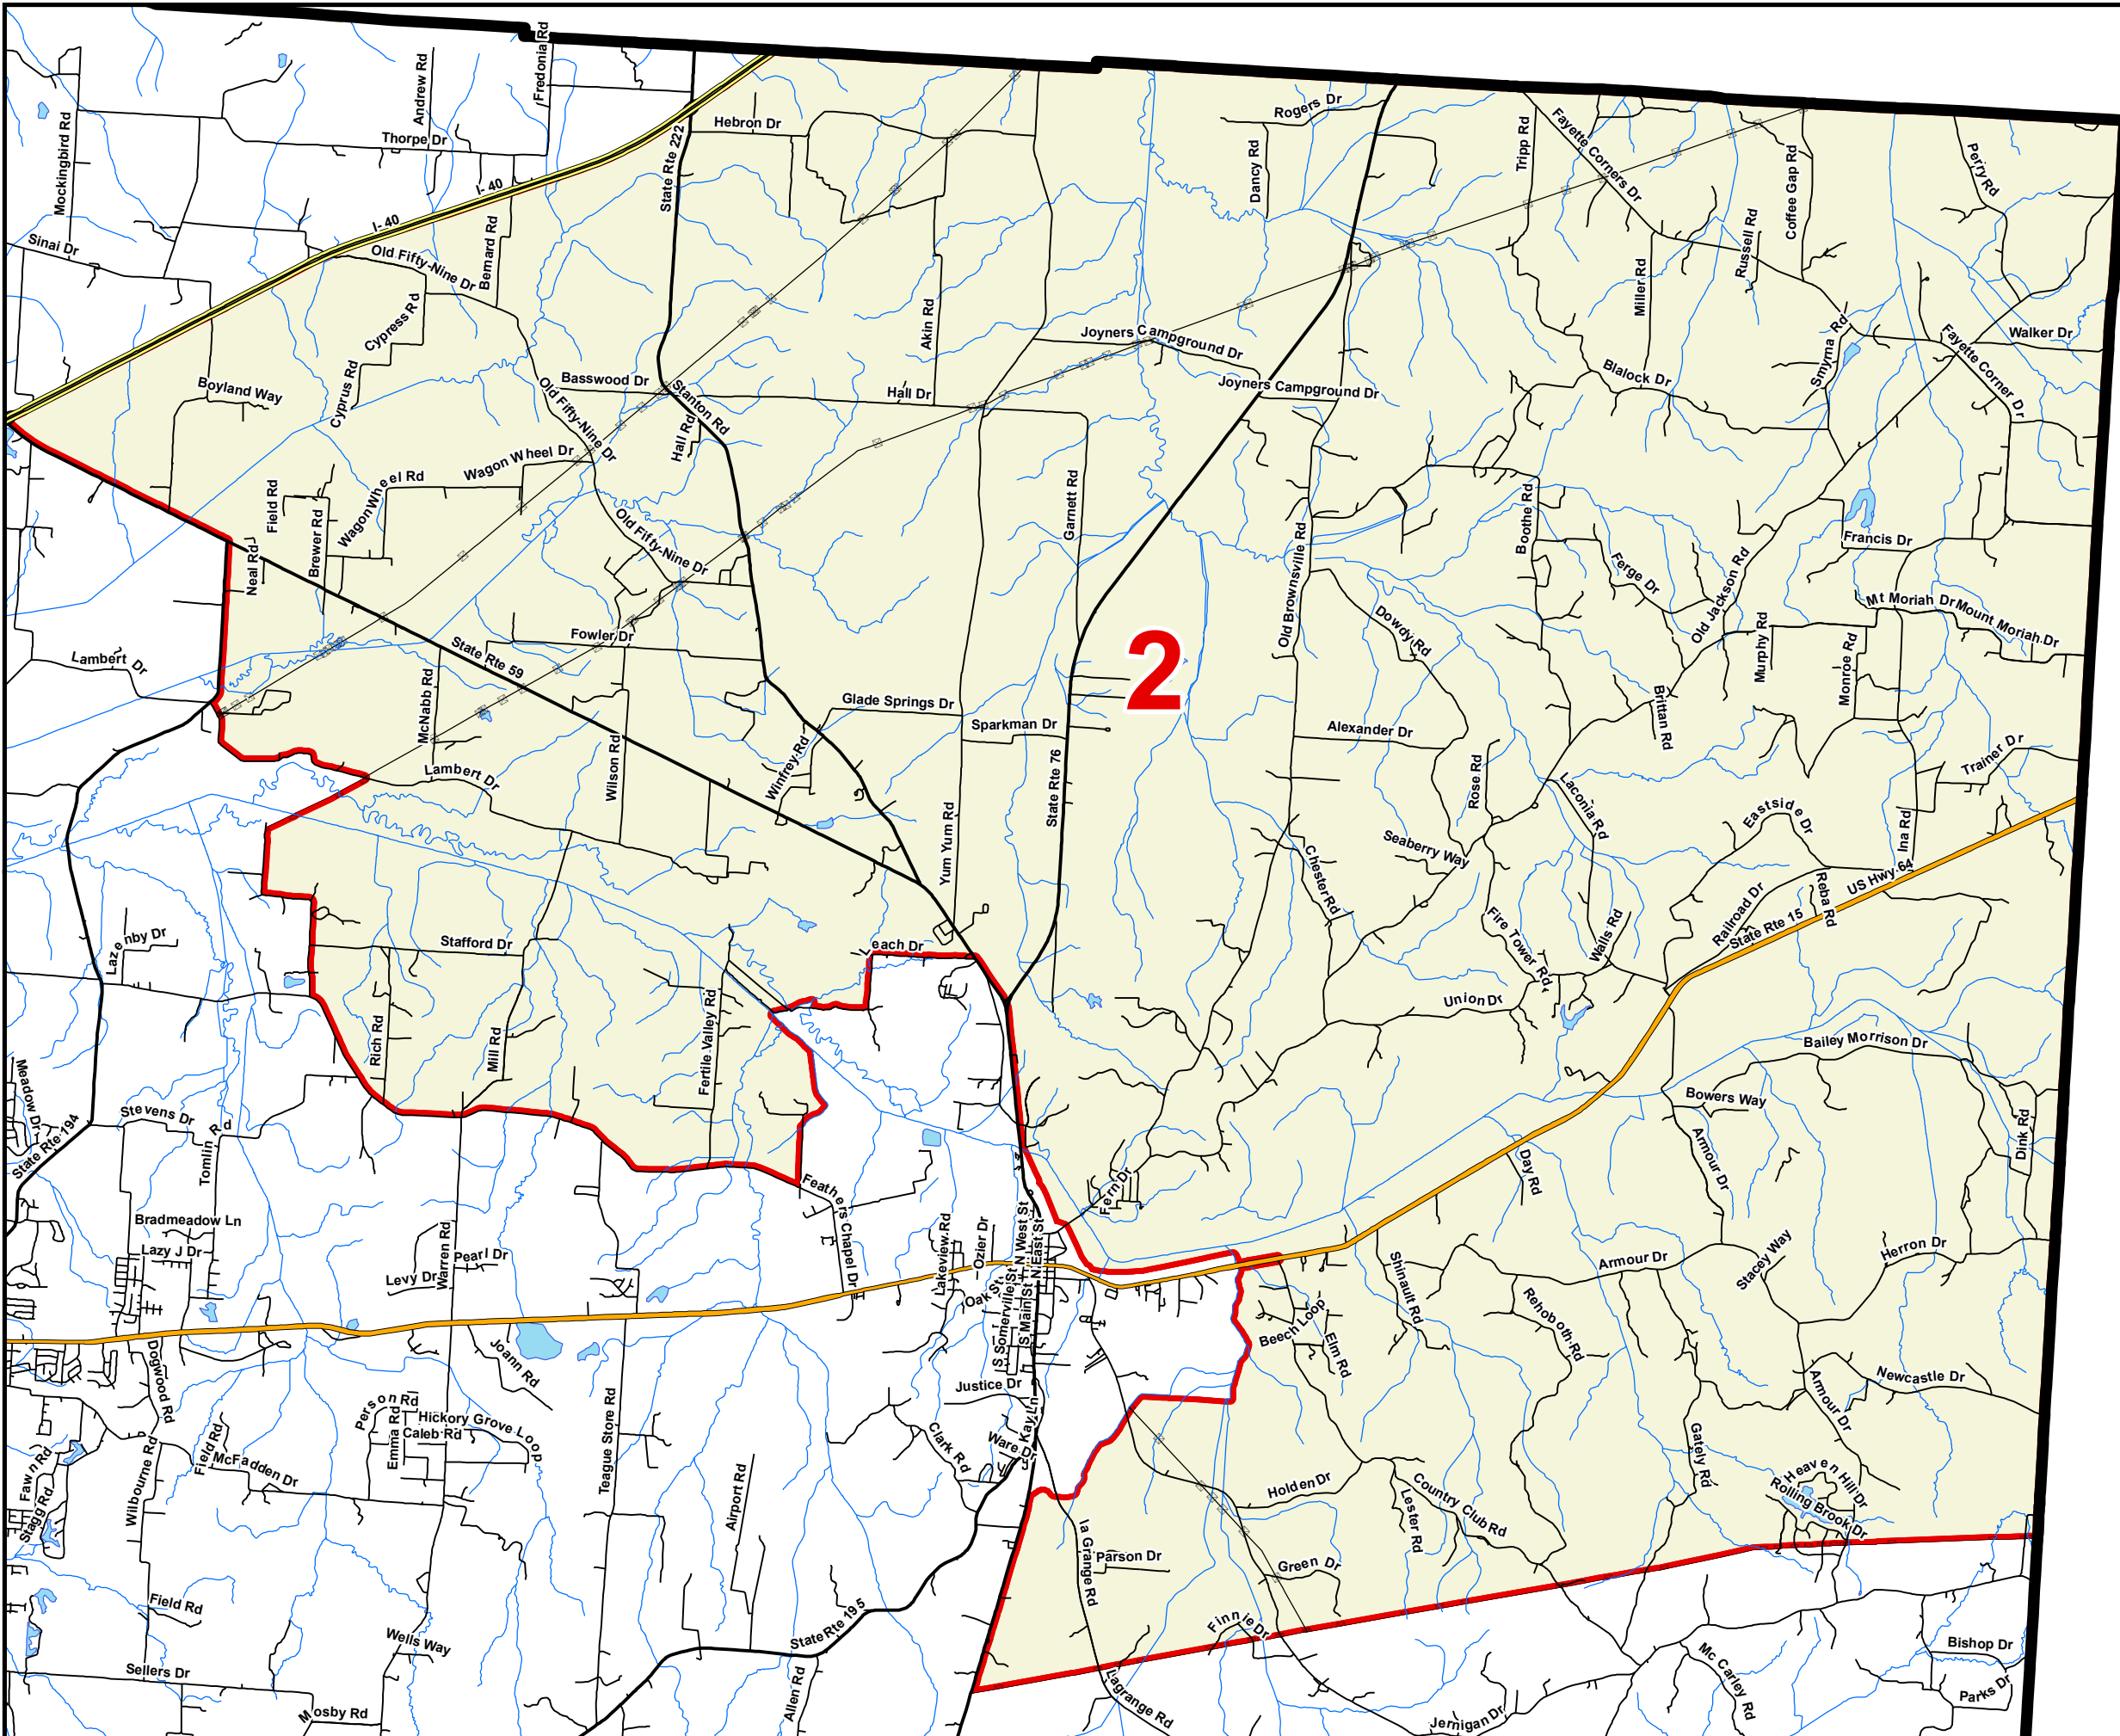 Fredonia Rd
Andrew Rd
Mockingbird Rd
Thorpe Dr
State Rte 222
Hebron Dr
Rogers Dr
Dancy Rd
Tripp Rd
Fayette Corners Dr
Coffee Gap Rd
Perry Rd
I- 40
I- 40
Sinai Dr
Old Fifty-Nine Dr
Bernard Rd
Russell Rd
Miller Rd
Cypress Rd
Akin Rd
Joyners Campground Dr
Smyrna Rd
Walker Dr
Fayette Corner Dr
Boyland Way
Cyprus Rd
Basswood Dr
Stanton Rd
Hall Dr
Joyners Campground Dr
Blalock Dr
Old Fifty-Nine Dr
Hall Rd
Wagon Wheel Dr
Wagon Wheel Rd
Field Rd
Brewer Rd
Neal Rd
Garnett Rd
Old Fifty-Nine Dr
Old Brownsville Rd
Boothe Rd
Ferge Dr
Old Jackson Rd
Francis Dr
Mt Moriah Dr
Mount Moriah Dr
Fowler Dr
Lambert Dr
State Rte 59
2
Dowdy Rd
Murphy Rd
Monroe Rd
McNabb Rd
Glade Springs Dr
Sparkman Dr
Alexander Dr
Brittan Rd
Trainer Dr
Lambert Dr
Wilson Rd
Winfrey Rd
State Rte 76
Rose Rd
Laconia Rd
Eastside Dr
Ina Rd
Yum Yum Rd
Seaberry Way
Chester Rd
US Hwy 64
Reba Rd
Railroad Dr
State Rte 15
Lazenby Dr
Stafford Dr
Leach Dr
Fire Tower Rd
Walls Rd
Union Dr
Rich Rd
Mill Rd
Fertile Valley Rd
Bailey Morrison Dr
Bowers Way
Meadow Dr
State Rte 194
Stevens Dr
Tomlin Rd
Armour Dr
Dink Rd
Day Rd
Fern Dr
Feathers Chapel Dr
Bradmeadow Ln
Lazy J Dr
Warren Rd
Pearl Dr
Levy Dr
Lakeview Rd
Ozier Dr
N West St
N East St
Oak St
S Somerville St
S Main St
Shinault Rd
Armour Dr
Stacey Way
Herron Dr
Beech Loop
Elm Rd
Rehoboth Rd
Dogwood Rd
Joann Rd
Justice Dr
Newcastle Dr
Armour Dr
Person Rd
Emma Rd
Hickory Grove Loop
Caleb Rd
Teague Store Rd
Kay Ln
Clark Rd
Ware Dr
Gately Rd
Fawn Rd
Stagg Rd
Wilbourne Rd
Field Rd
McFadden Dr
Airport Rd
Holden Dr
Country Club Rd
Lester Rd
Heaven Hill Dr
Rolling Brook Dr
la Grange Rd
Parson Dr
Green Dr
Field Rd
State Rte 195
Wells Way
Finnie Dr
Sellers Dr
Mosby Rd
Allen Rd
Lagrange Rd
Jernigan Dr
Mc Carley Rd
Bishop Dr
Parks Dr